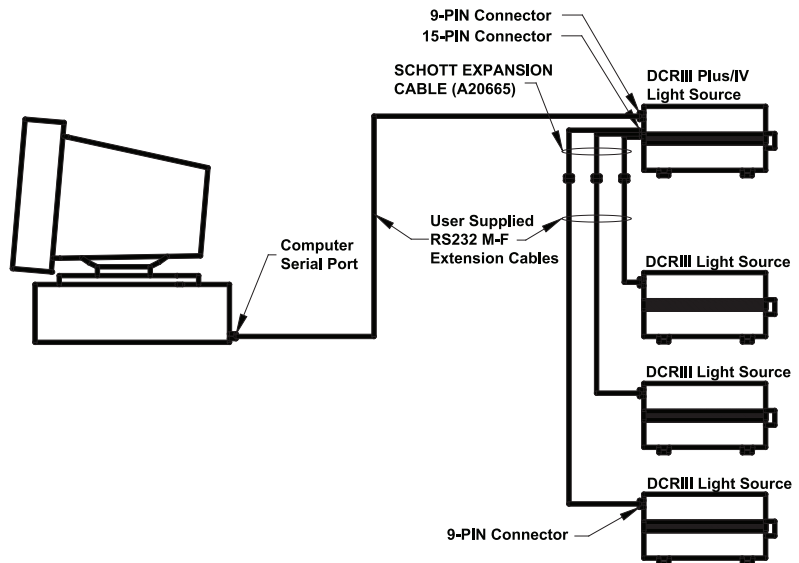 9-PIN Connector
15-PIN Connector
SCHOTT EXPANSION
CABLE (A20665)
DCRIII Plus/IV
Light Source
User Supplied
RS232 M-F
Extension Cables
Computer
Serial Port
DCRIII Light Source
DCRIII Light Source
DCRIII Light Source
9-PIN Connector